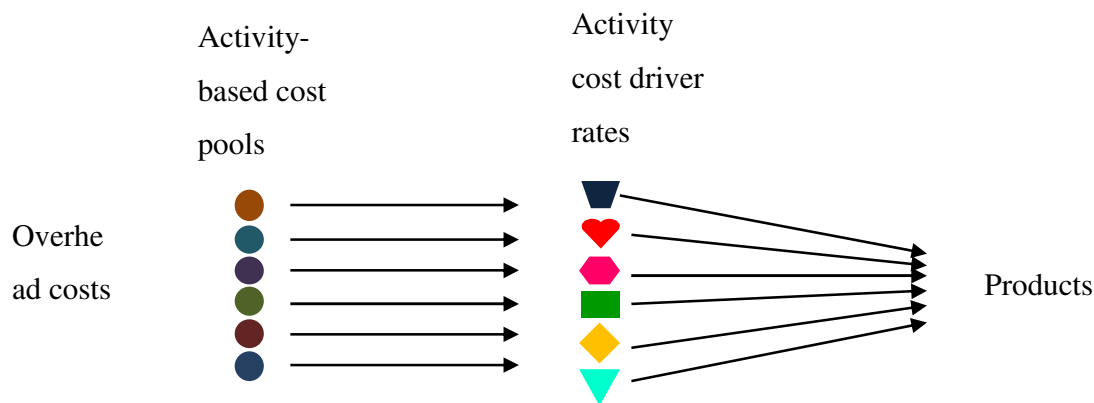 Activity-
based cost
pools
Activity
cost driver
rates
Overhe
ad costs
Products